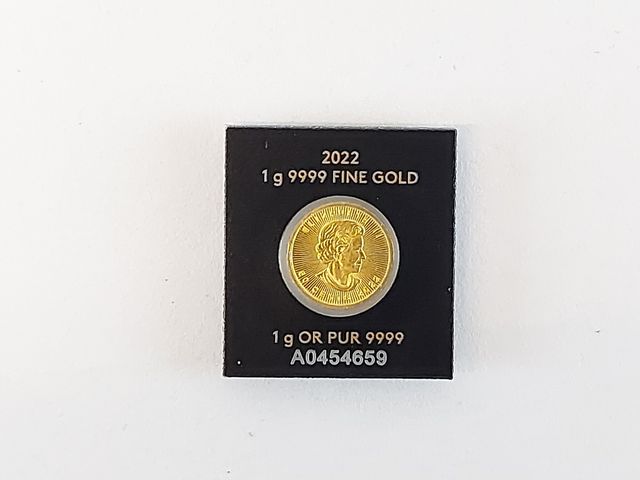 2022
1 g 9999 FINE GOLD
1 g OR PUR 9999
A0454659